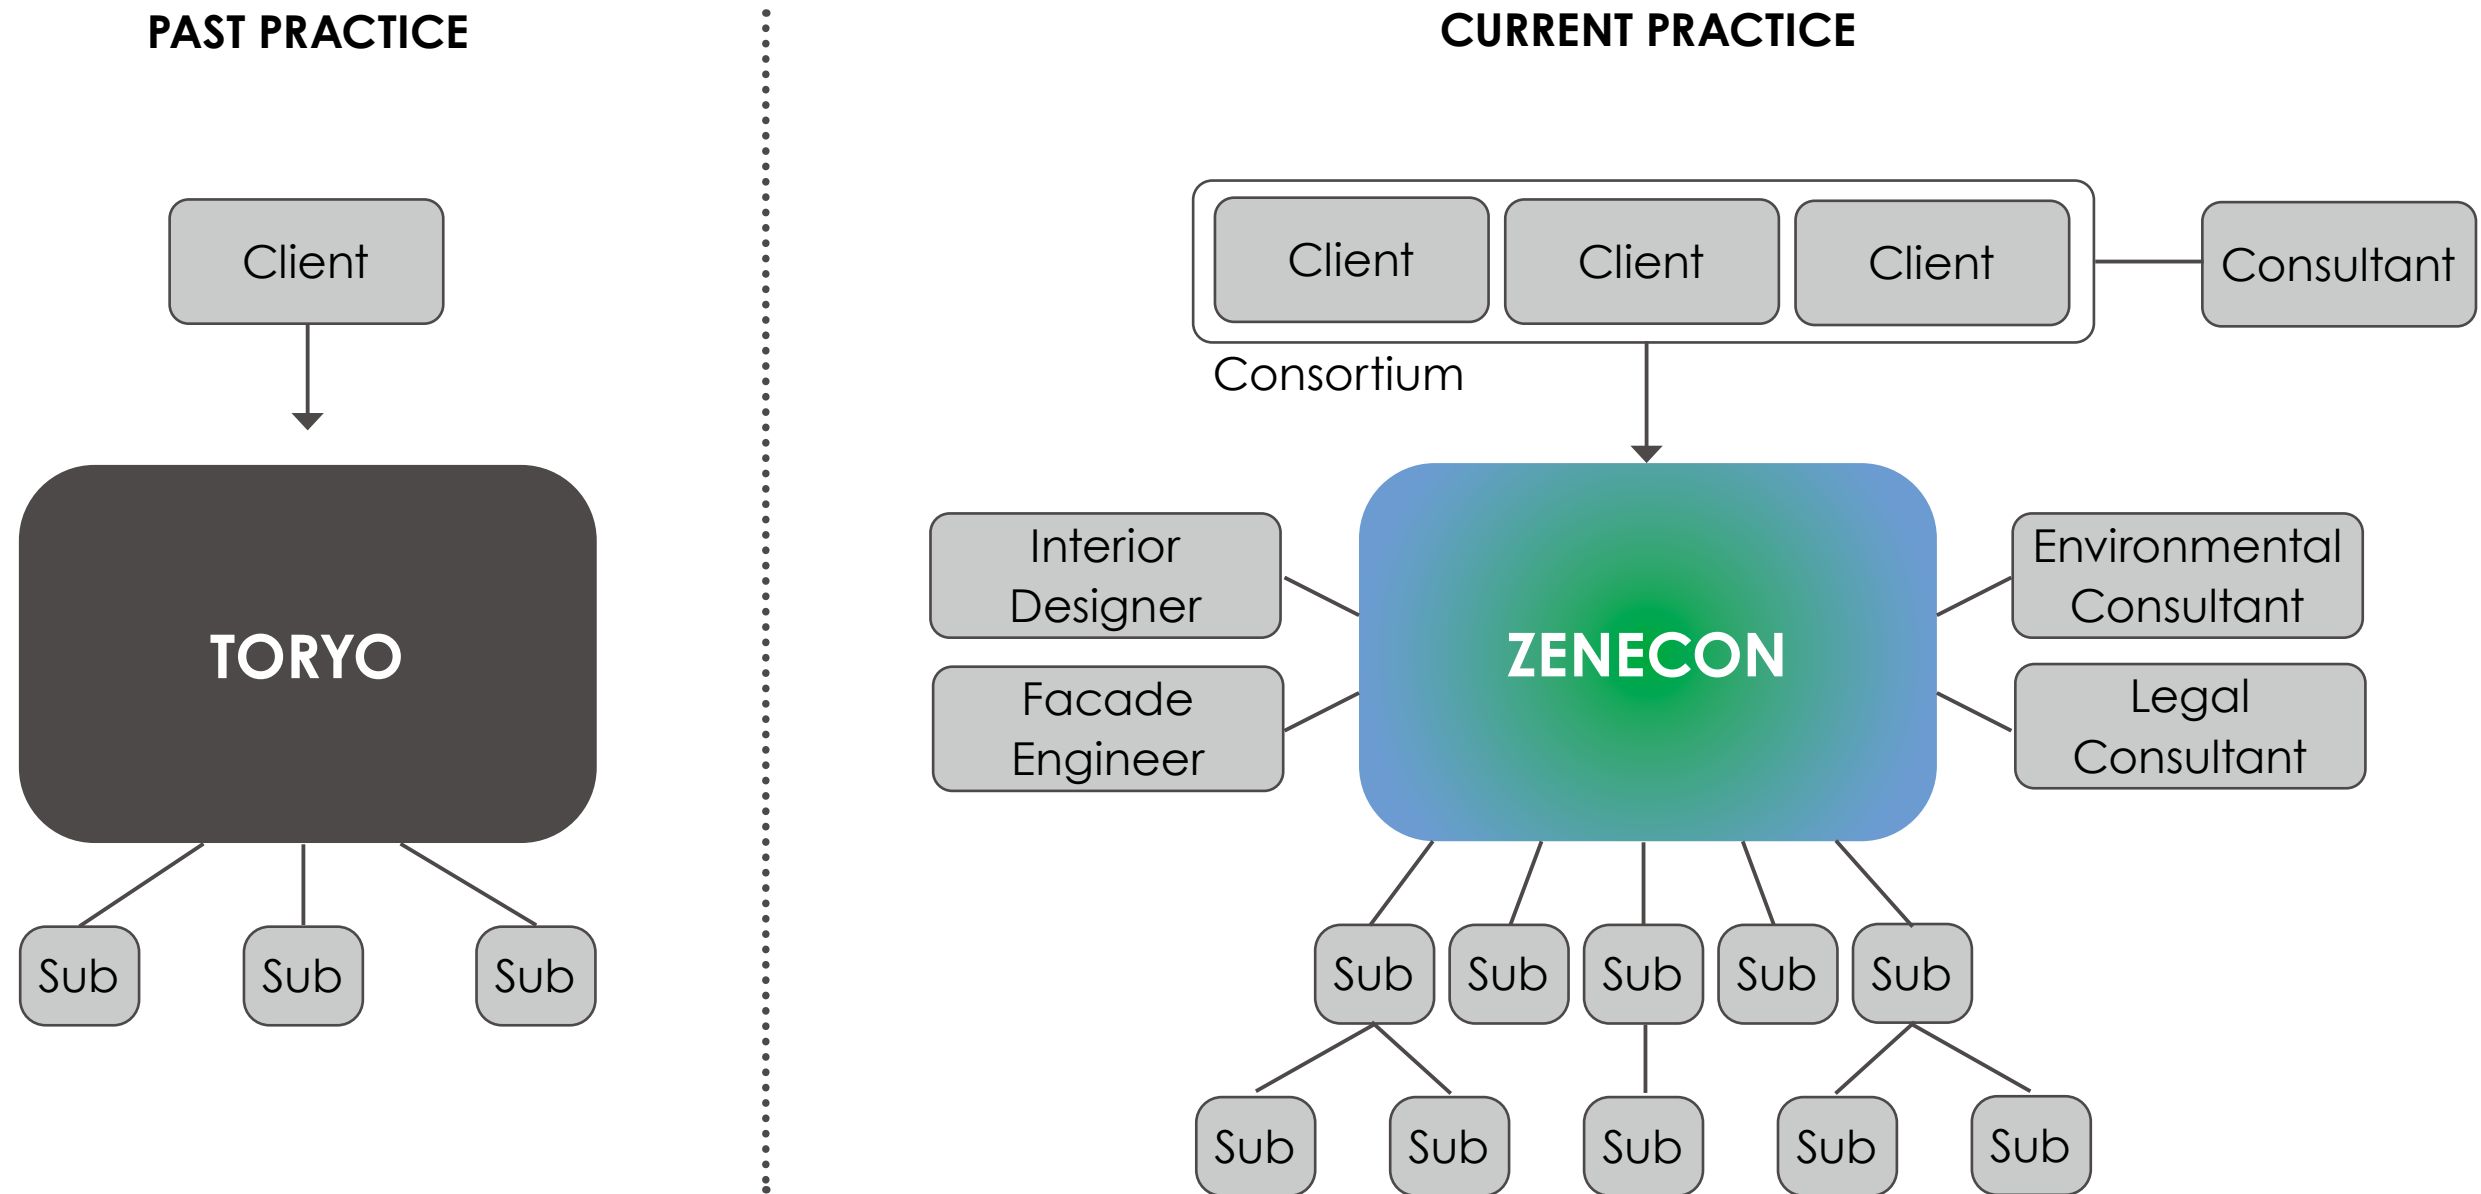 PAST PRACTICE
Client
TORYO
Sub
Sub
Sub
CURRENT PRACTICE
Client
Client
Client
Consultant
Consortium
Interior
Designer
Facade
Engineer
ZENECON
Environmental
Consultant
Legal
Consultant
Sub
Sub
Sub
Sub
Sub
Sub
Sub
Sub
Sub
Sub